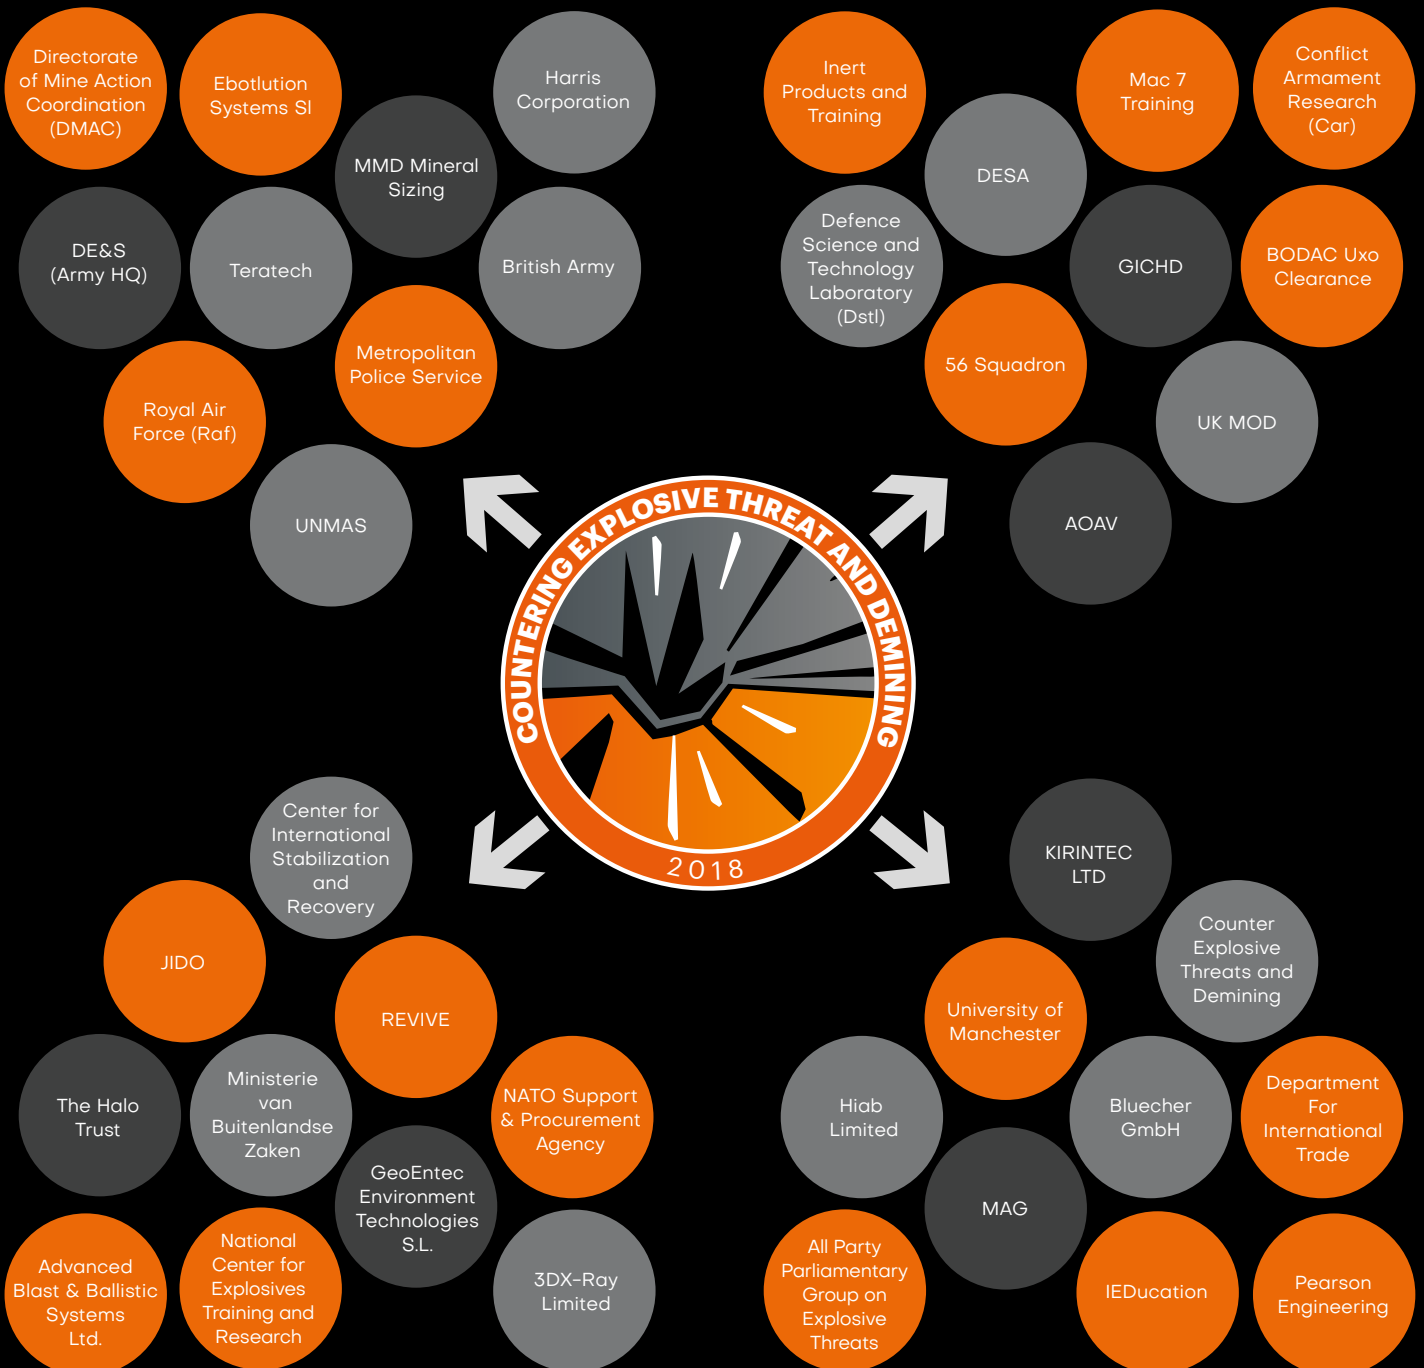 Directorate
of Mine Action
Coordination
(DMAC)
Ebotlution
Systems Sl
MMD Mineral
Sizing
Harris
Corporation
DE&S
(Army HQ)
Teratech
British Army
Metropolitan
Police Service
Royal Air
Force (Raf)
UNMAS
Inert
Products and
Training
DESA
Mac 7
Training
Conflict
Armament
Research
(Car)
Defence
Science and
Technology
Laboratory
(Dstl)
GICHD
BODAC Uxo
Clearance
56 Squadron
UK MOD
AOAV
COUNTERING EXPLOSIVE THREAT AND DEMINING
2018
Center for
International
Stabilization
and
Recovery
JIDO
REVIVE
The Halo
Trust
Ministerie
van
Buitenlandse
Zaken
NATO Support
& Procurement
Agency
GeoEntec
Environment
Technologies
S.L.
Advanced
Blast & Ballistic
Systems
Ltd.
National
Center for
Explosives
Training and
Research
3DX-Ray
Limited
KIRINTEC
LTD
Counter
Explosive
Threats and
Demining
University of
Manchester
Hiab
Limited
Bluecher
GmbH
Department
For
International
Trade
MAG
All Party
Parliamentary
Group on
Explosive
Threats
IEDucation
Pearson
Engineering